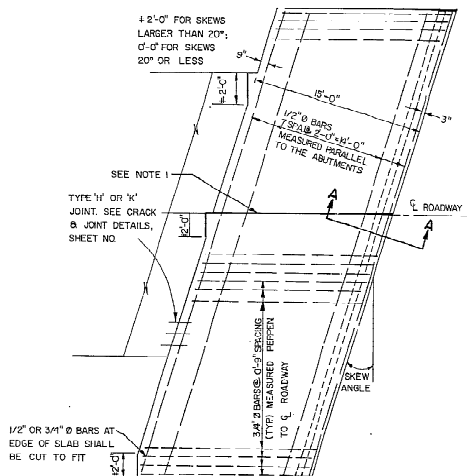 ± 2'-0" FOR SKEWS
LARGER THAN 20°;
0'-0" FOR SKEWS
20° OR LESS
9"
± 2'-0"
15'-0"
1/2" Ø BARS
7 SPA@ 2'-0"=14'-0"
MEASURED PARALLEL
TO THE ABUTMENTS
3"
SEE NOTE 1
TYPE 'H' OR 'K'
JOINT. SEE CRACK
& JOINT DETAILS,
SHEET NO.
±2'-0"
A
A
℄ ROADWAY
3/4" Ø BARS @ 0'-9" SPACING
(TYP) MEASURED PERPEN.
TO ℄ ROADWAY
SKEW
ANGLE
1/2" OR 3/4" Ø BARS AT
EDGE OF SLAB SHALL
BE CUT TO FIT
±2'-0"